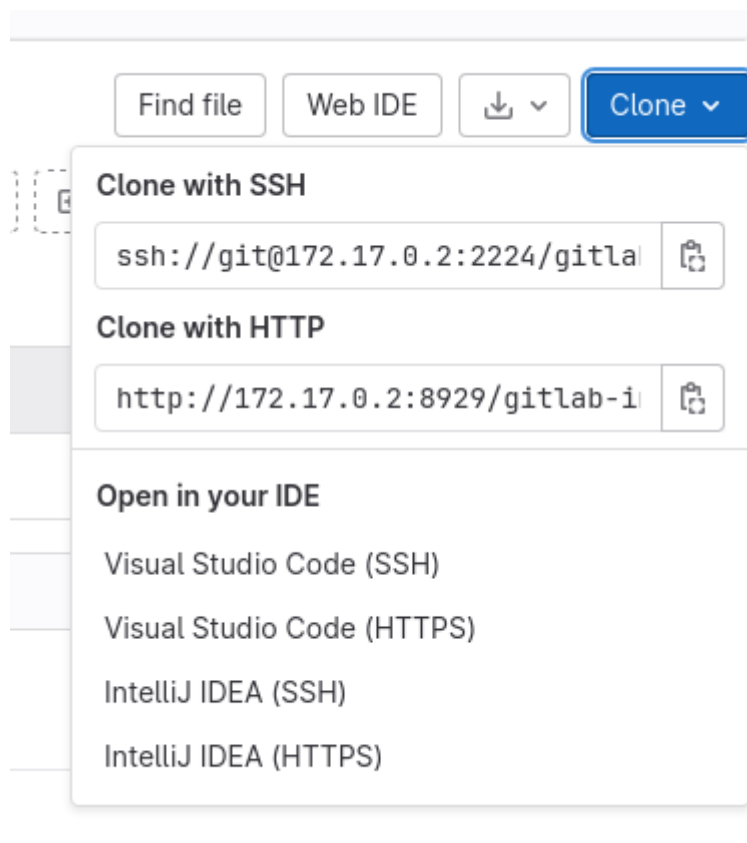 Find file Web IDE Clone
Clone with SSH
ssh://git@172.17.0.2:2224/gitla
Clone with HTTP
http://172.17.0.2:8929/gitlab-i
Open in your IDE
Visual Studio Code (SSH)
Visual Studio Code (HTTPS)
IntelliJ IDEA (SSH)
IntelliJ IDEA (HTTPS)